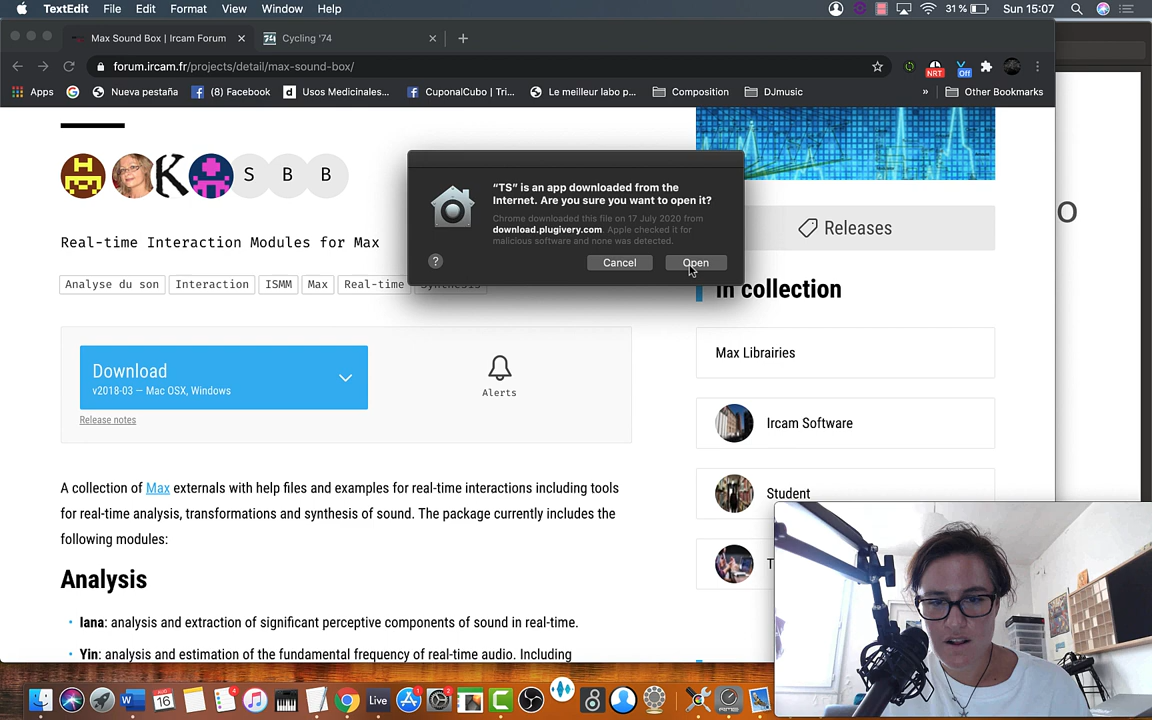 TextEdit File Edit Format View Window Help 31 % Sun 15:07
Max Sound Box | Ircam Forum Cycling '74
forum.ircam.fr/projects/detail/max-sound-box/
NRT Off
Apps Nueva pestaña (8) Facebook Usos Medicinales... CuponalCubo | Tri... Le meilleur labo p... Composition DJmusic » Other Bookmarks
K S B B
“TS” is an app downloaded from the
Internet. Are you sure you want to open it?
Chrome downloaded this file on 17 July 2020 from
download.plugivery.com. Apple checked it for
malicious software and none was detected.
? Cancel Open
Real-time Interaction Modules for Max
Analyse du son Interaction ISMM Max Real-time Synthesis
Releases
In collection
Max Librairies
Ircam Software
Student
T
Download
v2018-03 — Mac OSX, Windows
Release notes
Alerts
A collection of Max externals with help files and examples for real-time interactions including tools
for real-time analysis, transformations and synthesis of sound. The package currently includes the
following modules:
Analysis
Iana: analysis and extraction of significant perceptive components of sound in real-time.
Yin: analysis and estimation of the fundamental frequency of real-time audio. Including
o
AUG
16
4
Live
1